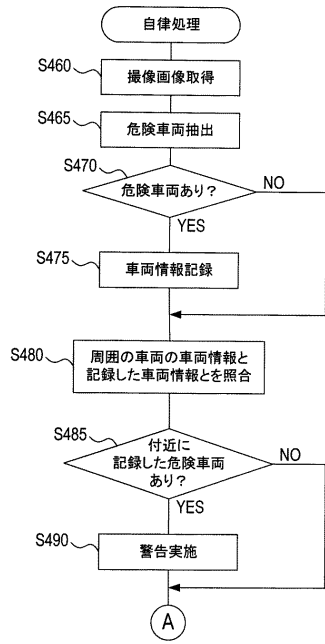 自律処理
S460
撮像画像取得
S465
危険車両抽出
S470
危険車両あり?
NO
YES
S475
車両情報記録
S480
周囲の車両の車両情報と
記録した車両情報とを照合
S485
付近に
記録した危険車両
あり?
NO
YES
S490
警告実施
A